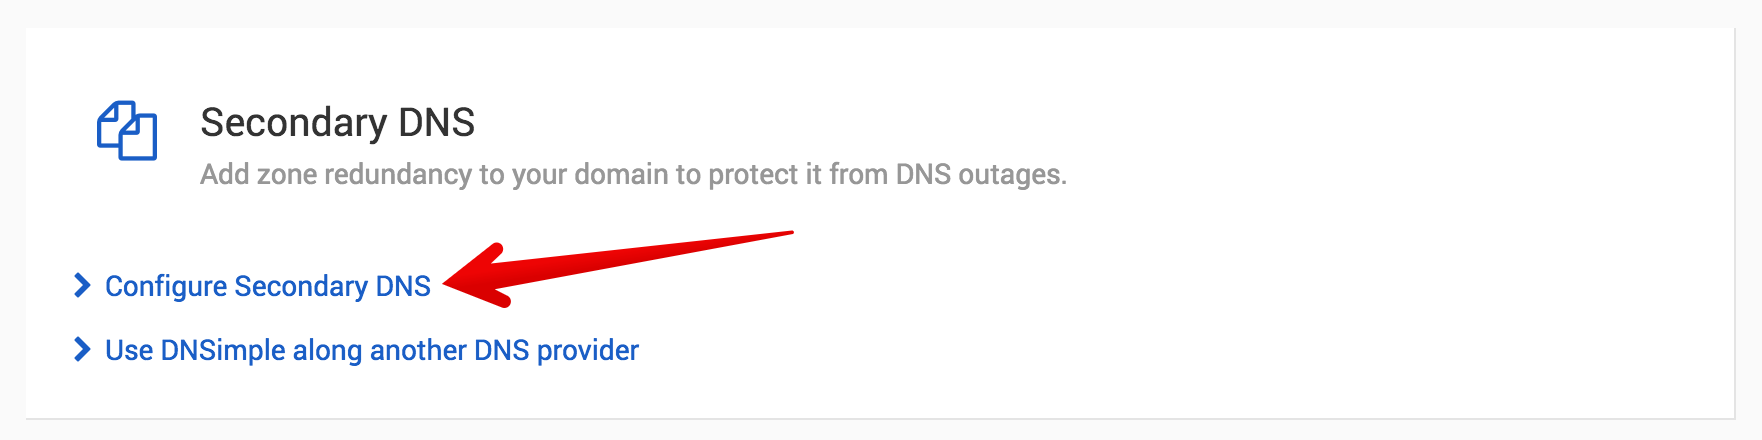 Secondary DNS
Add zone redundancy to your domain to protect it from DNS outages.
Configure Secondary DNS
Use DNSimple along another DNS provider